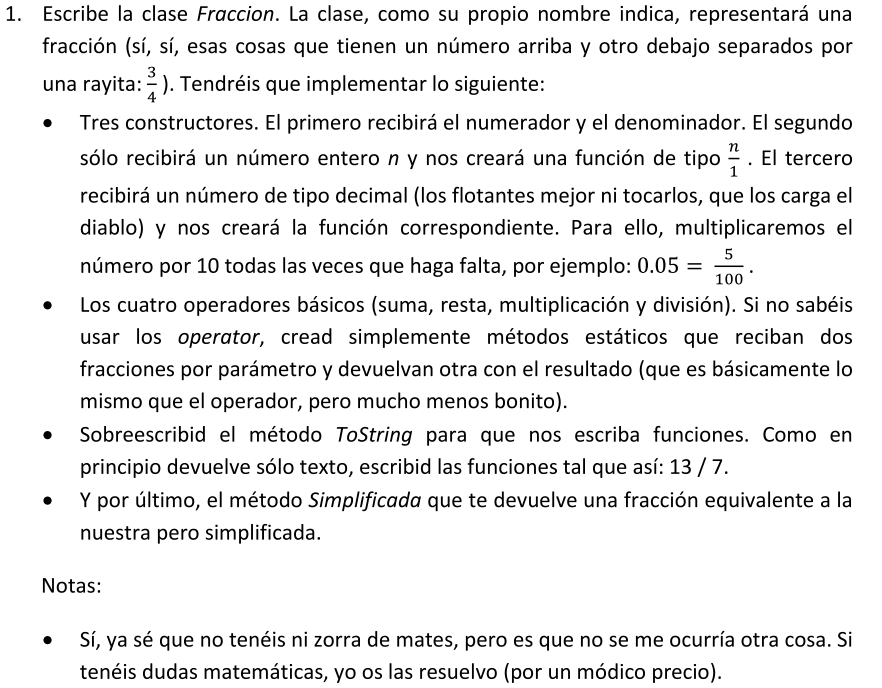 1. Escribe la clase Fraccion. La clase, como su propio nombre indica, representará una
fracción (sí, sí, esas cosas que tienen un número arriba y otro debajo separados por
una rayita: 3/4 ). Tendréis que implementar lo siguiente:
• Tres constructores. El primero recibirá el numerador y el denominador. El segundo
sólo recibirá un número entero n y nos creará una función de tipo n/1 . El tercero
recibirá un número de tipo decimal (los flotantes mejor ni tocarlos, que los carga el
diablo) y nos creará la función correspondiente. Para ello, multiplicaremos el
número por 10 todas las veces que haga falta, por ejemplo: 0.05 = 5/100 .
• Los cuatro operadores básicos (suma, resta, multiplicación y división). Si no sabéis
usar los operator, cread simplemente métodos estáticos que reciban dos
fracciones por parámetro y devuelvan otra con el resultado (que es básicamente lo
mismo que el operador, pero mucho menos bonito).
• Sobreescribid el método ToString para que nos escriba funciones. Como en
principio devuelve sólo texto, escribid las funciones tal que así: 13 / 7.
• Y por último, el método Simplificada que te devuelve una fracción equivalente a la
nuestra pero simplificada.
Notas:
• Sí, ya sé que no tenéis ni zorra de mates, pero es que no se me ocurría otra cosa. Si
tenéis dudas matemáticas, yo os las resuelvo (por un módico precio).